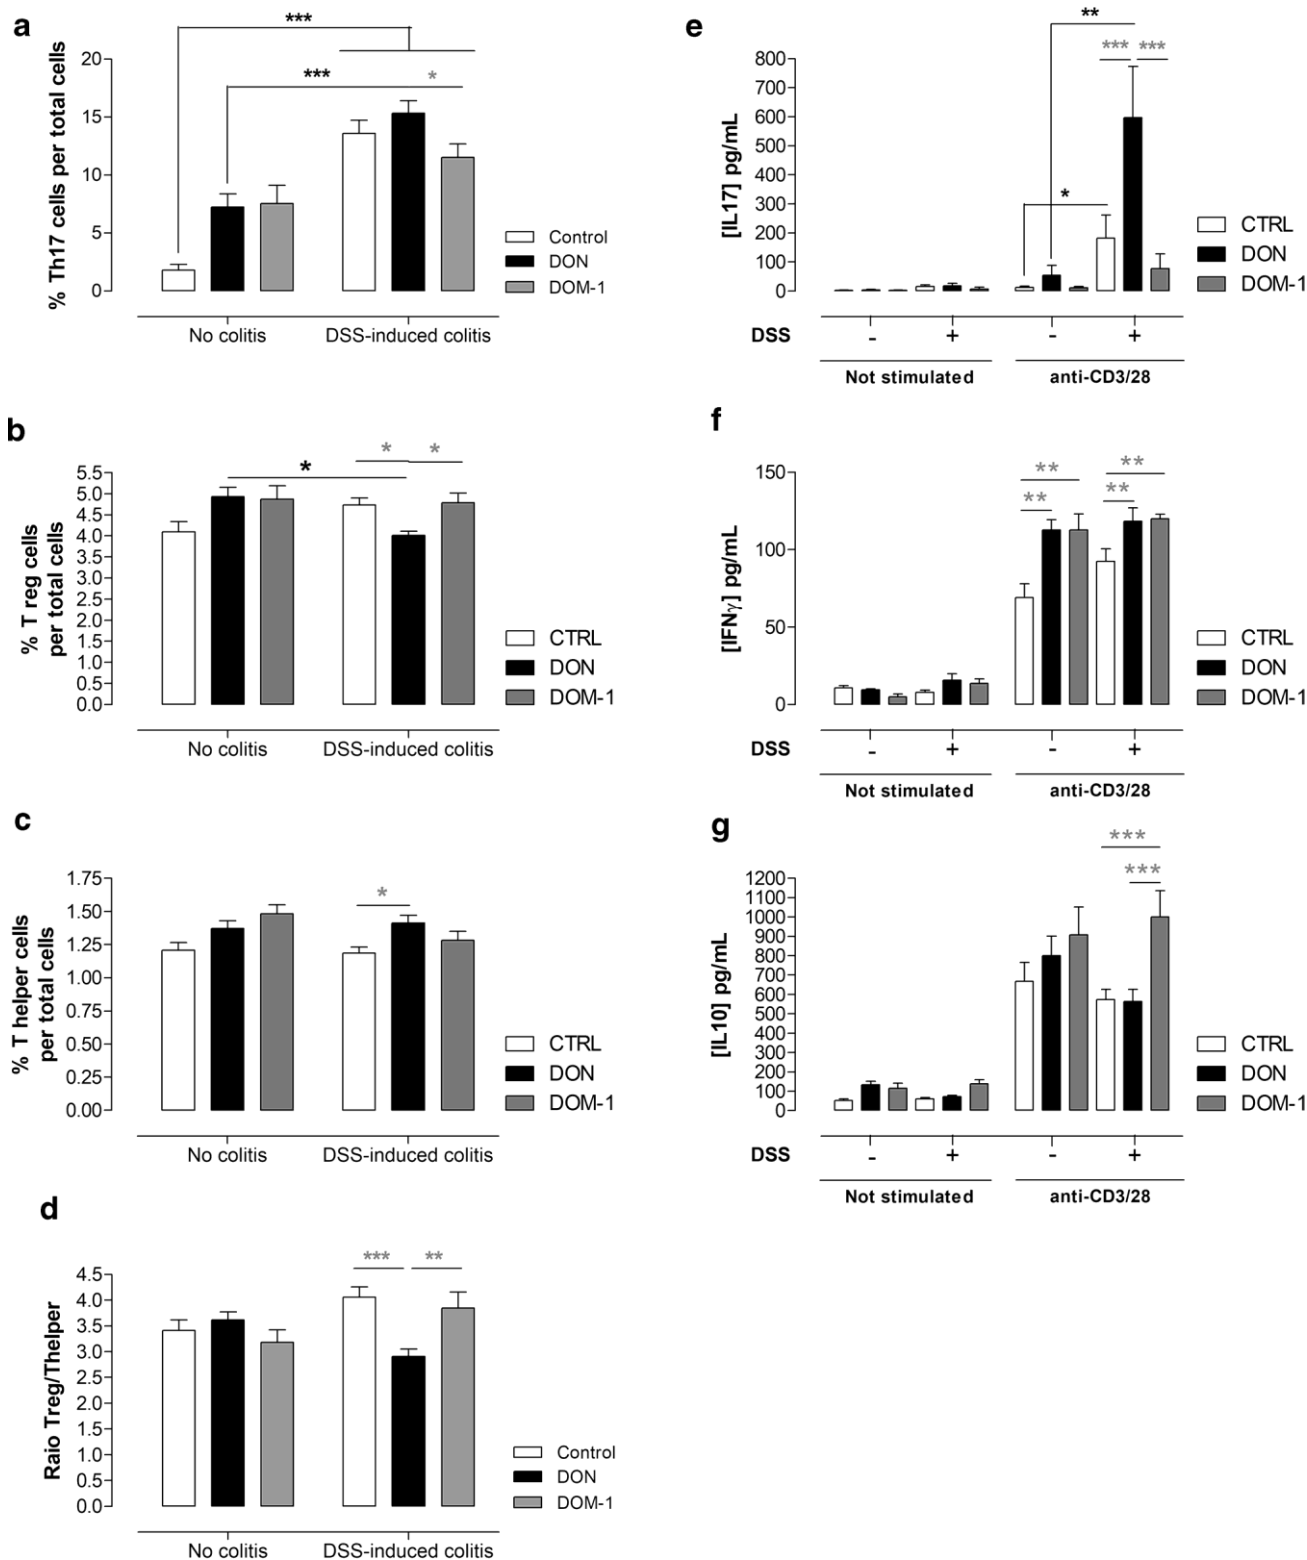 a
***
***
*
% Th17 cells per total cells
20
15
10
5
0
Control
DON
DOM-1
No colitis
DSS-induced colitis
b
*
*
*
% T reg cells
per total cells
5.5
5.0
4.5
4.0
3.5
3.0
2.5
2.0
1.5
1.0
0.5
0.0
CTRL
DON
DOM-1
No colitis
DSS-induced colitis
c
*
% T helper cells
per total cells
1.75
1.50
1.25
1.00
0.75
0.50
0.25
0.00
CTRL
DON
DOM-1
No colitis
DSS-induced colitis
d
***
**
Raio Treg/Thelper
4.5
4.0
3.5
3.0
2.5
2.0
1.5
1.0
0.5
0.0
Control
DON
DOM-1
No colitis
DSS-induced colitis
e
**
***
***
*
[IL17] pg/mL
800
700
600
500
400
300
200
100
0
CTRL
DON
DOM-1
DSS
-
+
-
+
Not stimulated
anti-CD3/28
f
**
**
**
**
[IFNγ] pg/mL
150
100
50
0
CTRL
DON
DOM-1
DSS
-
+
-
+
Not stimulated
anti-CD3/28
g
***
***
[IL10] pg/mL
1200
1100
1000
900
800
700
600
500
400
300
200
100
0
CTRL
DON
DOM-1
DSS
-
+
-
+
Not stimulated
anti-CD3/28